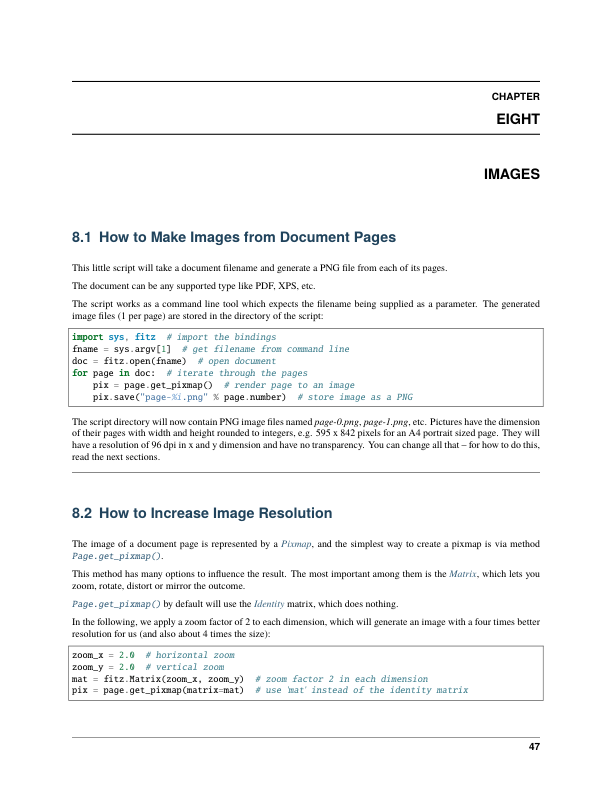 CHAPTER
EIGHT
IMAGES
8.1 How to Make Images from Document Pages
This little script will take a document filename and generate a PNG file from each of its pages.
The document can be any supported type like PDF, XPS, etc.
The script works as a command line tool which expects the filename being supplied as a parameter. The generated
image files (1 per page) are stored in the directory of the script:
import sys, fitz  # import the bindings
fname = sys.argv[1]  # get filename from command line
doc = fitz.open(fname)  # open document
for page in doc:  # iterate through the pages
    pix = page.get_pixmap()  # render page to an image
    pix.save("page-%i.png" % page.number)  # store image as a PNG
The script directory will now contain PNG image files named page-0.png, page-1.png, etc. Pictures have the dimension
of their pages with width and height rounded to integers, e.g. 595 x 842 pixels for an A4 portrait sized page. They will
have a resolution of 96 dpi in x and y dimension and have no transparency. You can change all that – for how to do this,
read the next sections.
8.2 How to Increase Image Resolution
The image of a document page is represented by a Pixmap, and the simplest way to create a pixmap is via method
Page.get_pixmap().
This method has many options to influence the result. The most important among them is the Matrix, which lets you
zoom, rotate, distort or mirror the outcome.
Page.get_pixmap() by default will use the Identity matrix, which does nothing.
In the following, we apply a zoom factor of 2 to each dimension, which will generate an image with a four times better
resolution for us (and also about 4 times the size):
zoom_x = 2.0  # horizontal zoom
zoom_y = 2.0  # vertical zoom
mat = fitz.Matrix(zoom_x, zoom_y)  # zoom factor 2 in each dimension
pix = page.get_pixmap(matrix=mat)  # use 'mat' instead of the identity matrix
47